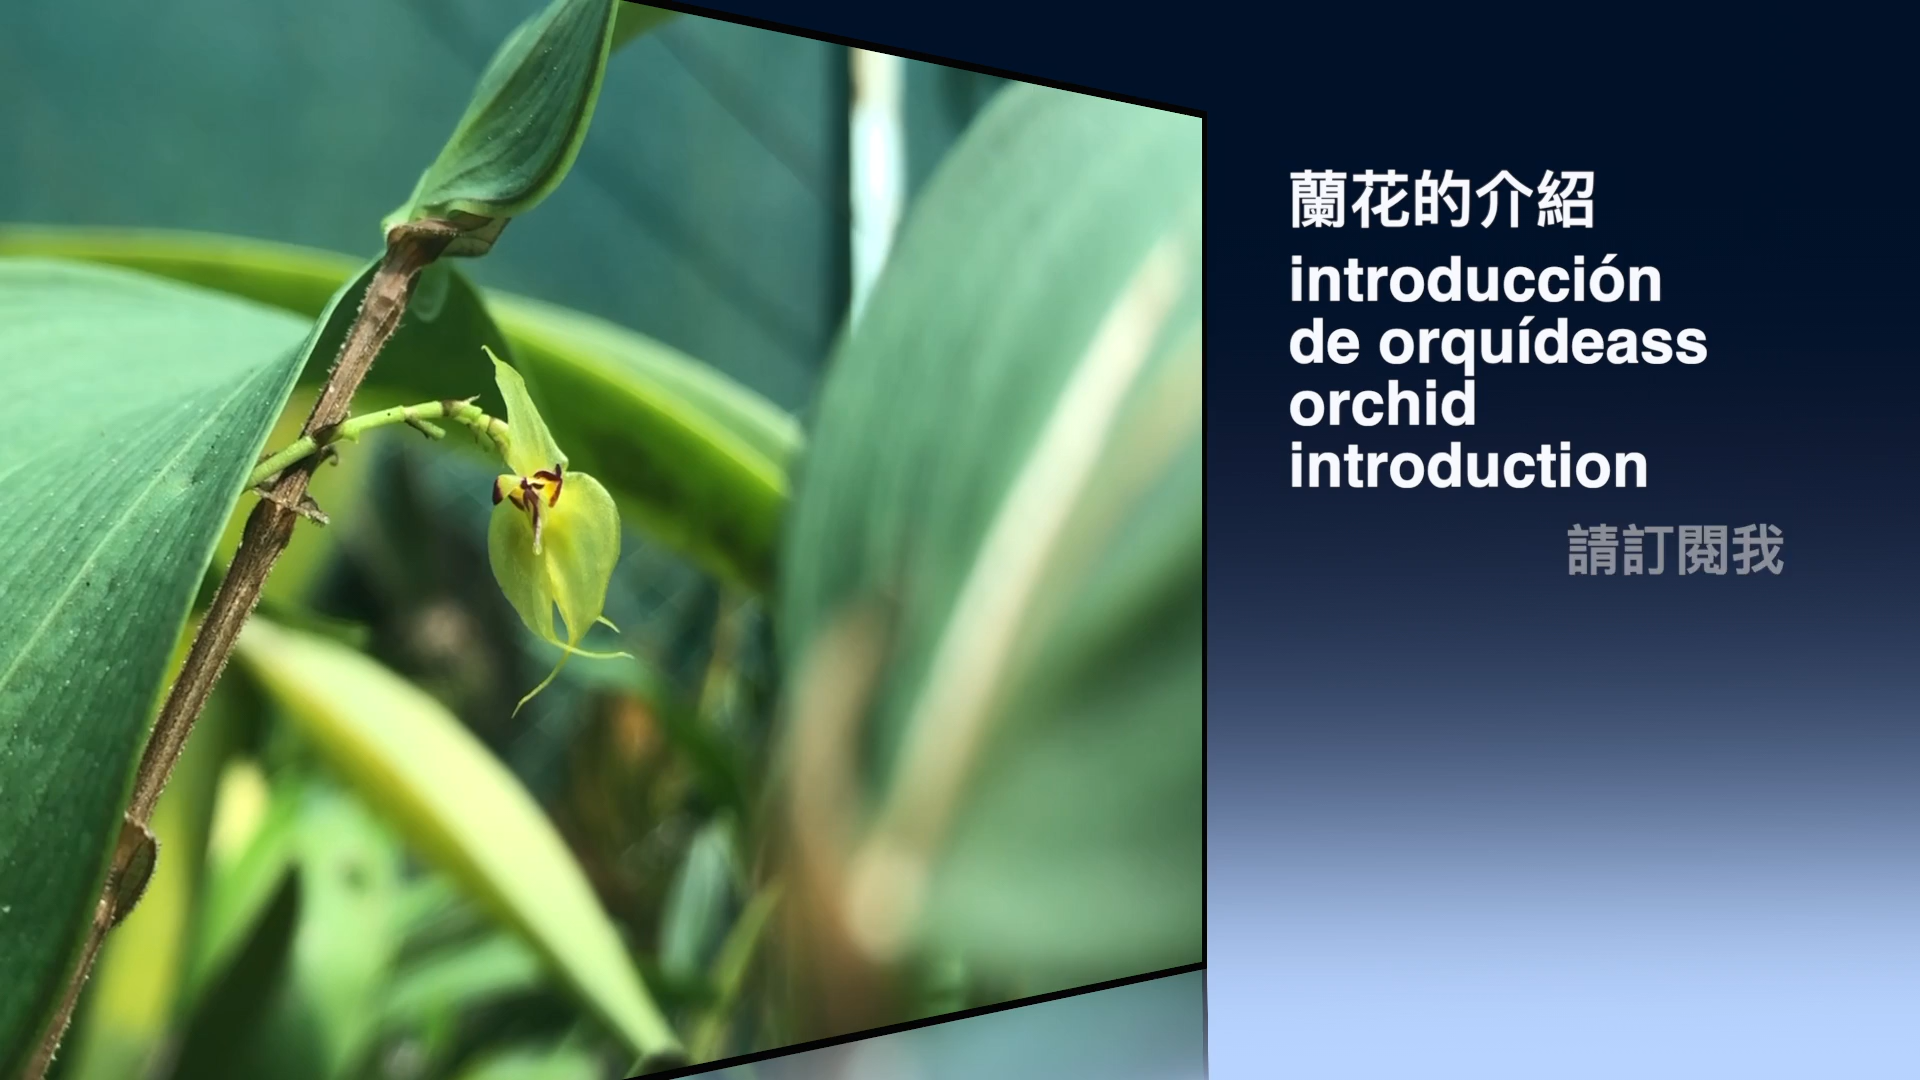 蘭花的介紹
introducción
de orquídeass
orchid
introduction
請訂閱我